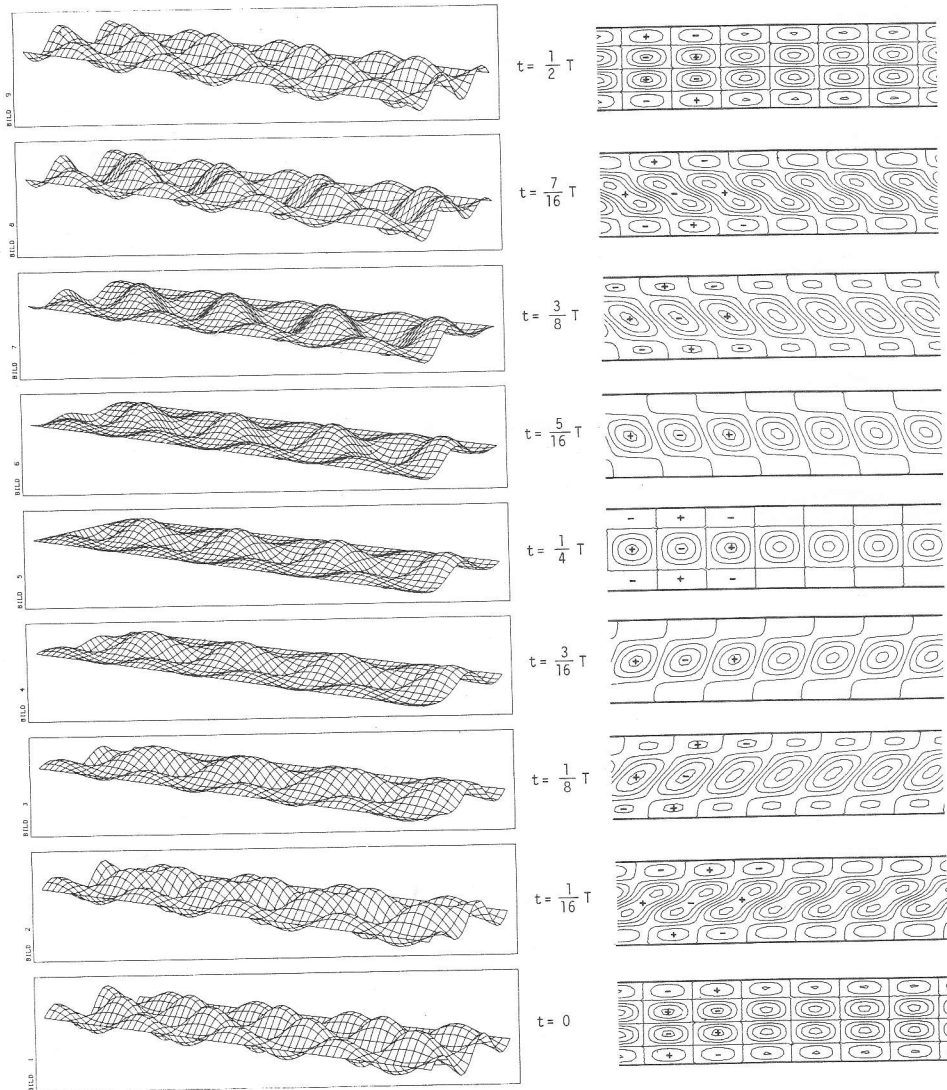 BILD 9
t = 1/2 T
+ -
- +
+ -
- +
BILD 8
t = 7/16 T
+ -
+ - +
- + -
BILD 7
t = 3/8 T
- + -
+ - +
- + -
BILD 6
t = 5/16 T
+ - +
BILD 5
t = 1/4 T
- + -
+ - +
- + -
BILD 4
t = 3/16 T
+ - +
BILD 3
t = 1/8 T
+ -
+ -
- +
BILD 2
t = 1/16 T
- + -
+ - +
+ -
BILD 1
t = 0
- +
+ -
- +
+ -